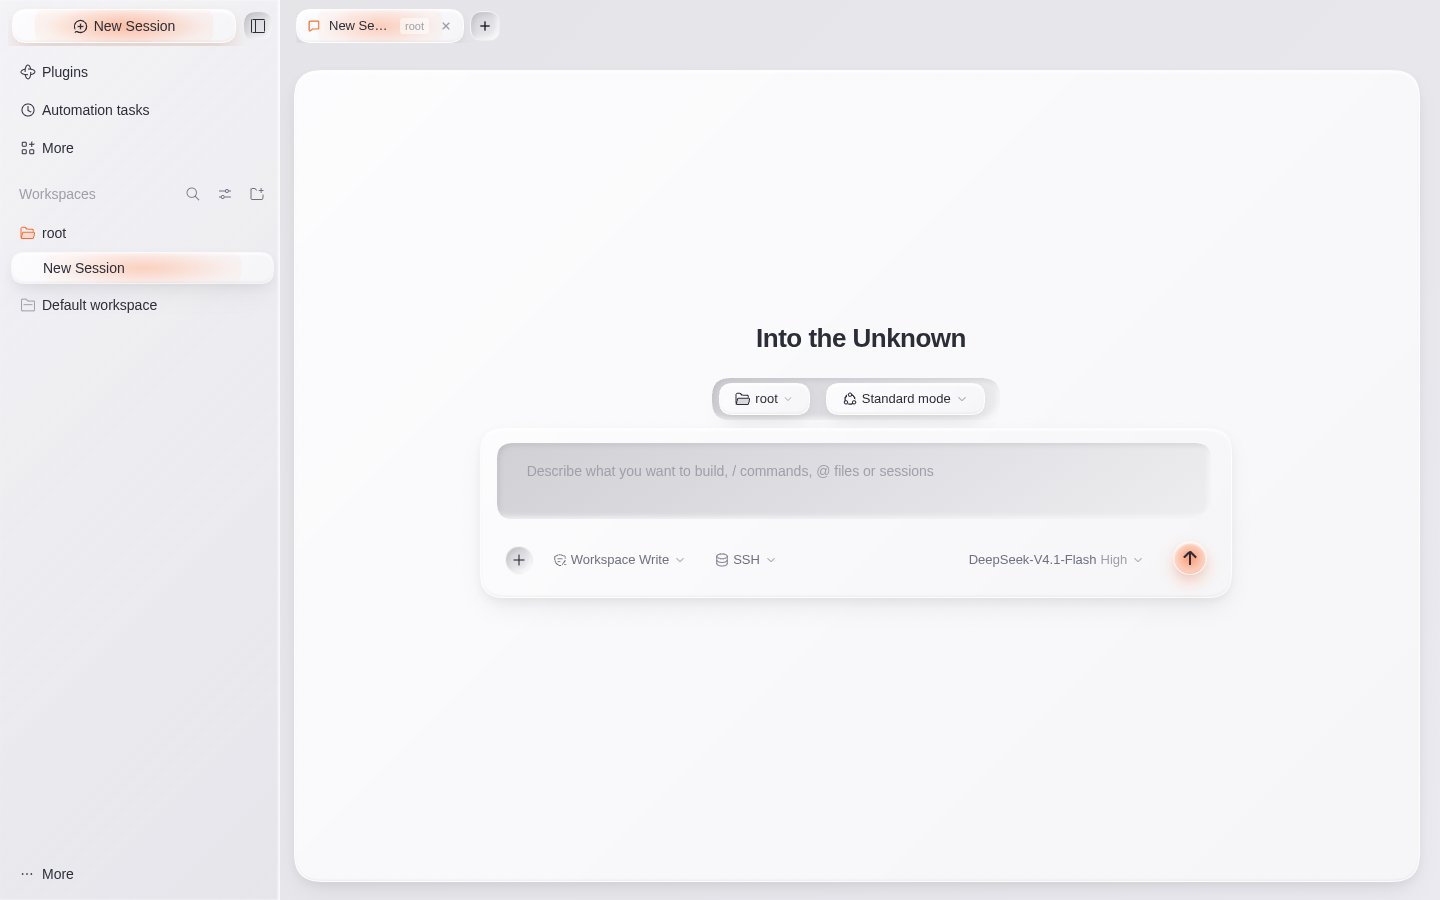 New Session
Plugins
Automation tasks
More
Workspaces
root
New Session
Default workspace
More
New Se... root
Into the Unknown
root Standard mode
Describe what you want to build, / commands, @ files or sessions
Workspace Write SSH DeepSeek-V4.1-Flash High